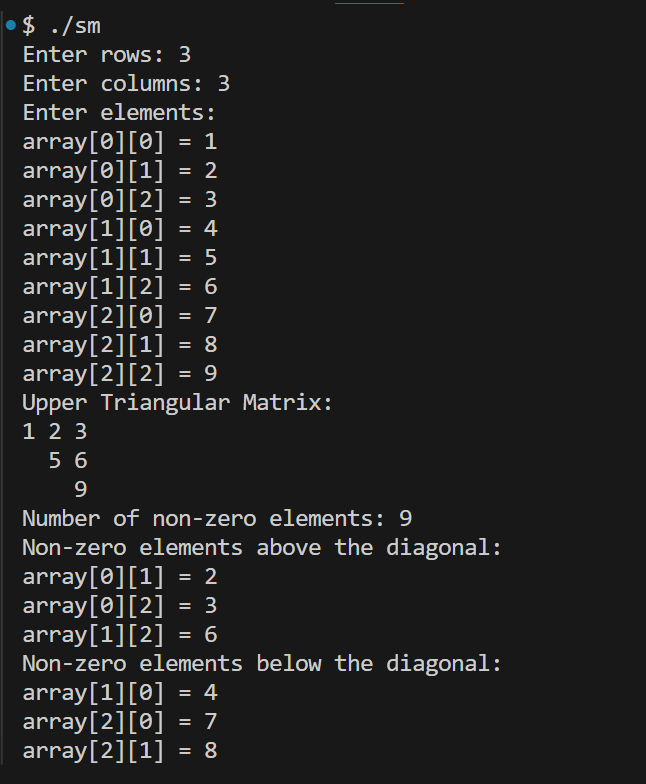 $ ./sm
Enter rows: 3
Enter columns: 3
Enter elements:
array[0][0] = 1
array[0][1] = 2
array[0][2] = 3
array[1][0] = 4
array[1][1] = 5
array[1][2] = 6
array[2][0] = 7
array[2][1] = 8
array[2][2] = 9
Upper Triangular Matrix:
1 2 3
  5 6
    9
Number of non-zero elements: 9
Non-zero elements above the diagonal:
array[0][1] = 2
array[0][2] = 3
array[1][2] = 6
Non-zero elements below the diagonal:
array[1][0] = 4
array[2][0] = 7
array[2][1] = 8